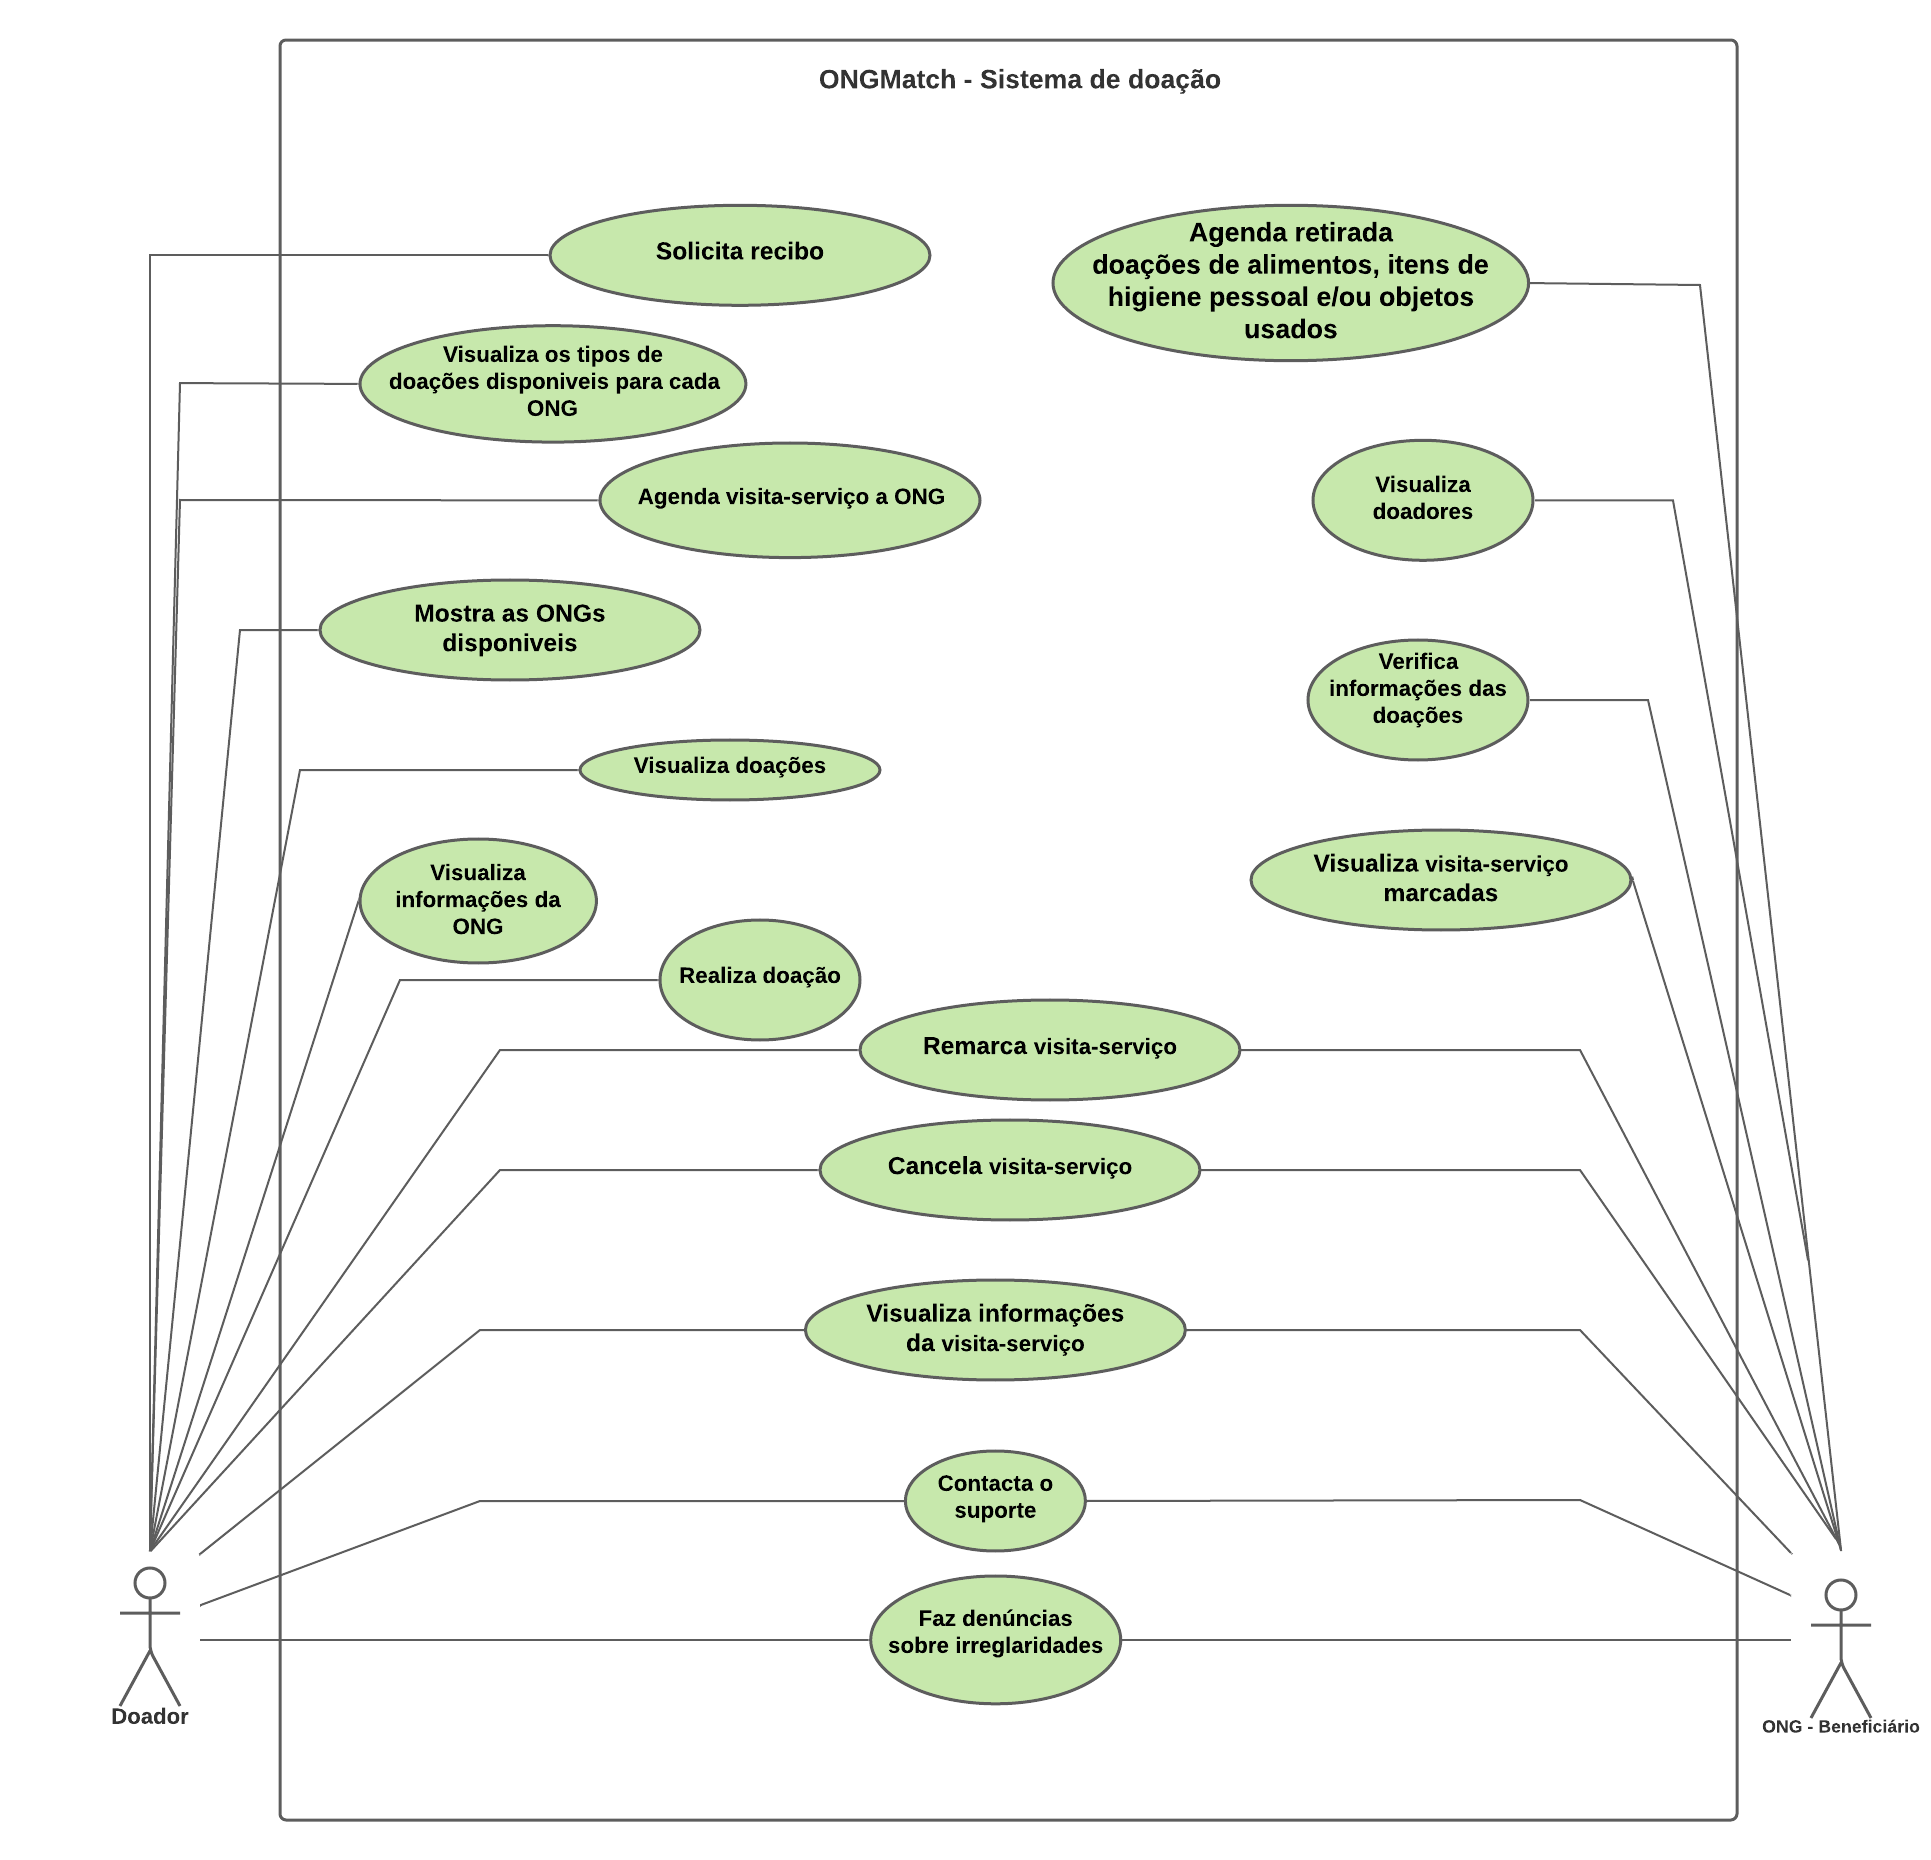 ONGMatch - Sistema de doação
Solicita recibo
Agenda retirada
doações de alimentos, itens de
higiene pessoal e/ou objetos
usados
Visualiza os tipos de
doações disponiveis para cada
ONG
Agenda visita-serviço a ONG
Visualiza
doadores
Mostra as ONGs
disponiveis
Verifica
informações das
doações
Visualiza doações
Visualiza
informações da
ONG
Visualiza visita-serviço
marcadas
Realiza doação
Remarca visita-serviço
Cancela visita-serviço
Visualiza informações
da visita-serviço
Contacta o
suporte
Faz denúncias
sobre irreglaridades
Doador
ONG - Beneficiário